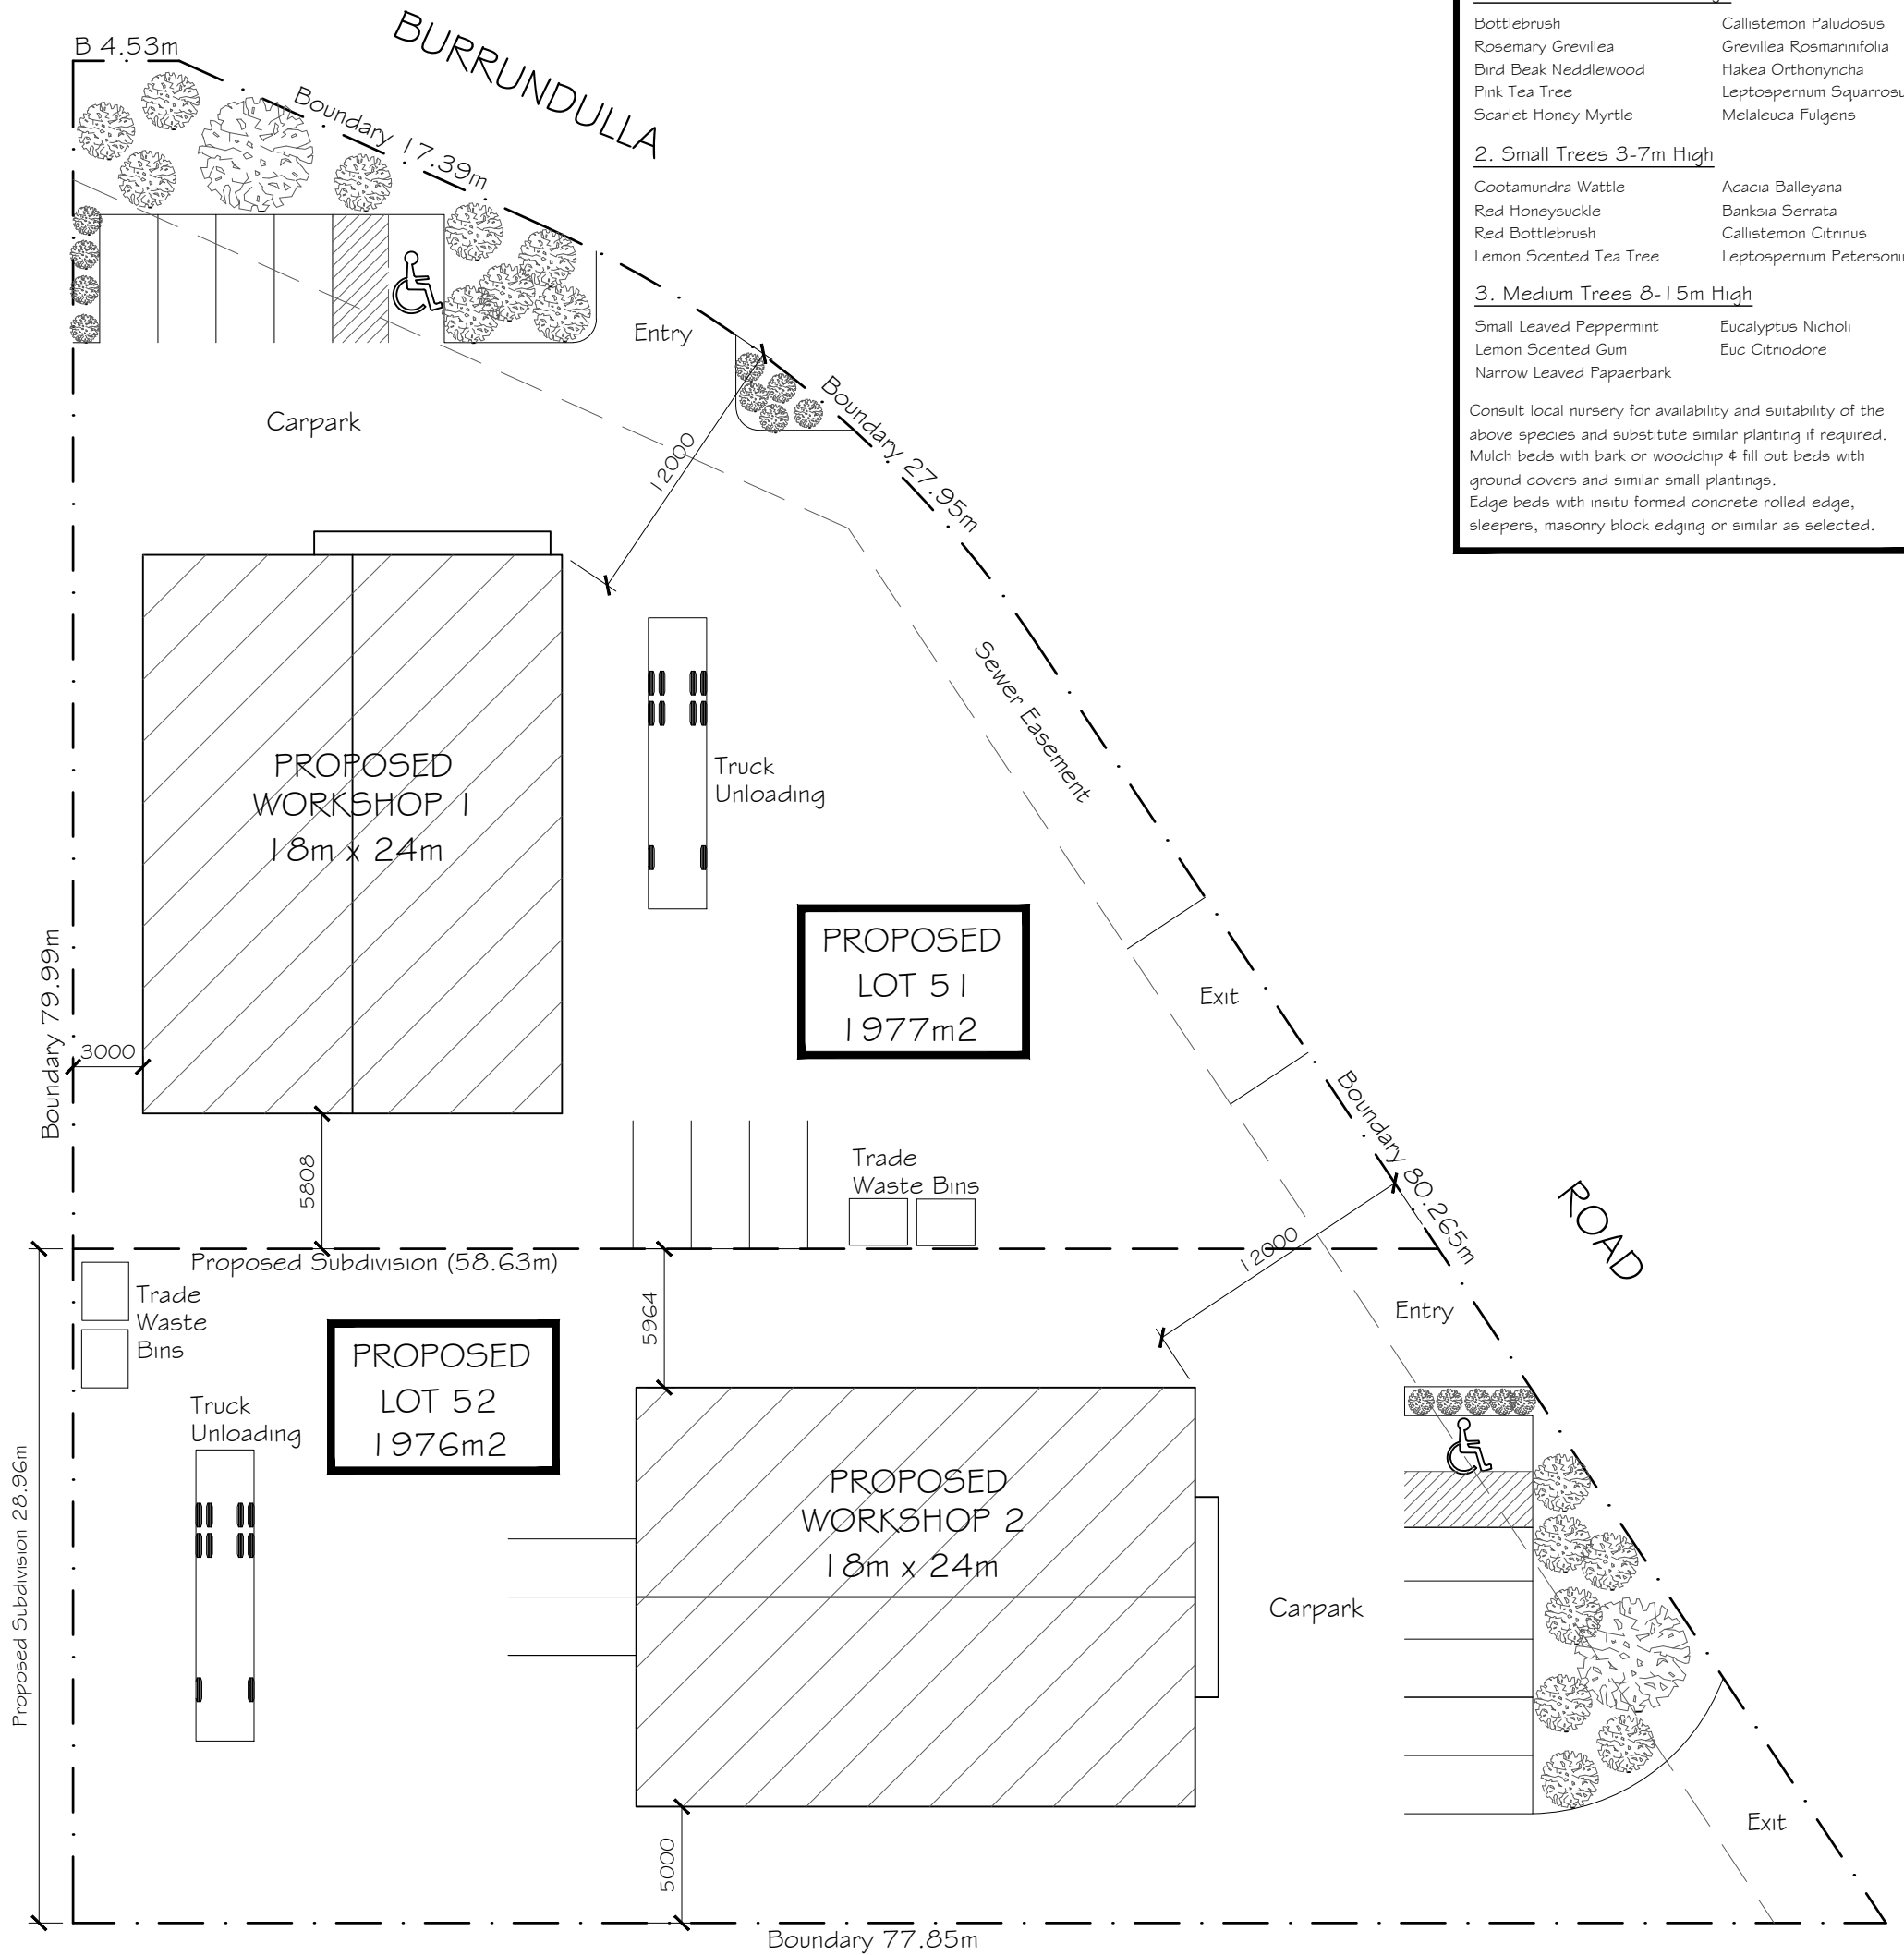 B 4.53m
BURRUNDULLA
Boundary 17.39m
Entry
Carpark
12000
Boundary 27.95m
Sewer Easement
PROPOSED
WORKSHOP 1
18m x 24m
Truck
Unloading
PROPOSED
LOT 51
1977m2
Exit
Boundary 79.99m
3000
5808
Trade
Waste Bins
Boundary 80.265m
ROAD
12000
Proposed Subdivision (58.63m)
Trade
Waste
Bins
5964
Entry
PROPOSED
LOT 52
1976m2
Truck
Unloading
Proposed Subdivision 28.96m
PROPOSED
WORKSHOP 2
18m x 24m
Carpark
Exit
5000
Boundary 77.85m
Bottlebrush Callistemon Paludosus
Rosemary Grevillea Grevillea Rosmarinifolia
Bird Beak Neddlewood Hakea Orthonyncha
Pink Tea Tree Leptospernum Squarrosu
Scarlet Honey Myrtle Melaleuca Fulgens
2. Small Trees 3-7m High
Cootamundra Wattle Acacia Balleyana
Red Honeysuckle Banksia Serrata
Red Bottlebrush Callistemon Citrinus
Lemon Scented Tea Tree Leptospernum Petersonii
3. Medium Trees 8-15m High
Small Leaved Peppermint Eucalyptus Nicholi
Lemon Scented Gum Euc Citriodore
Narrow Leaved Papaerbark
Consult local nursery for availability and suitability of the
above species and substitute similar planting if required.
Mulch beds with bark or woodchip & fill out beds with
ground covers and similar small plantings.
Edge beds with insitu formed concrete rolled edge,
sleepers, masonry block edging or similar as selected.